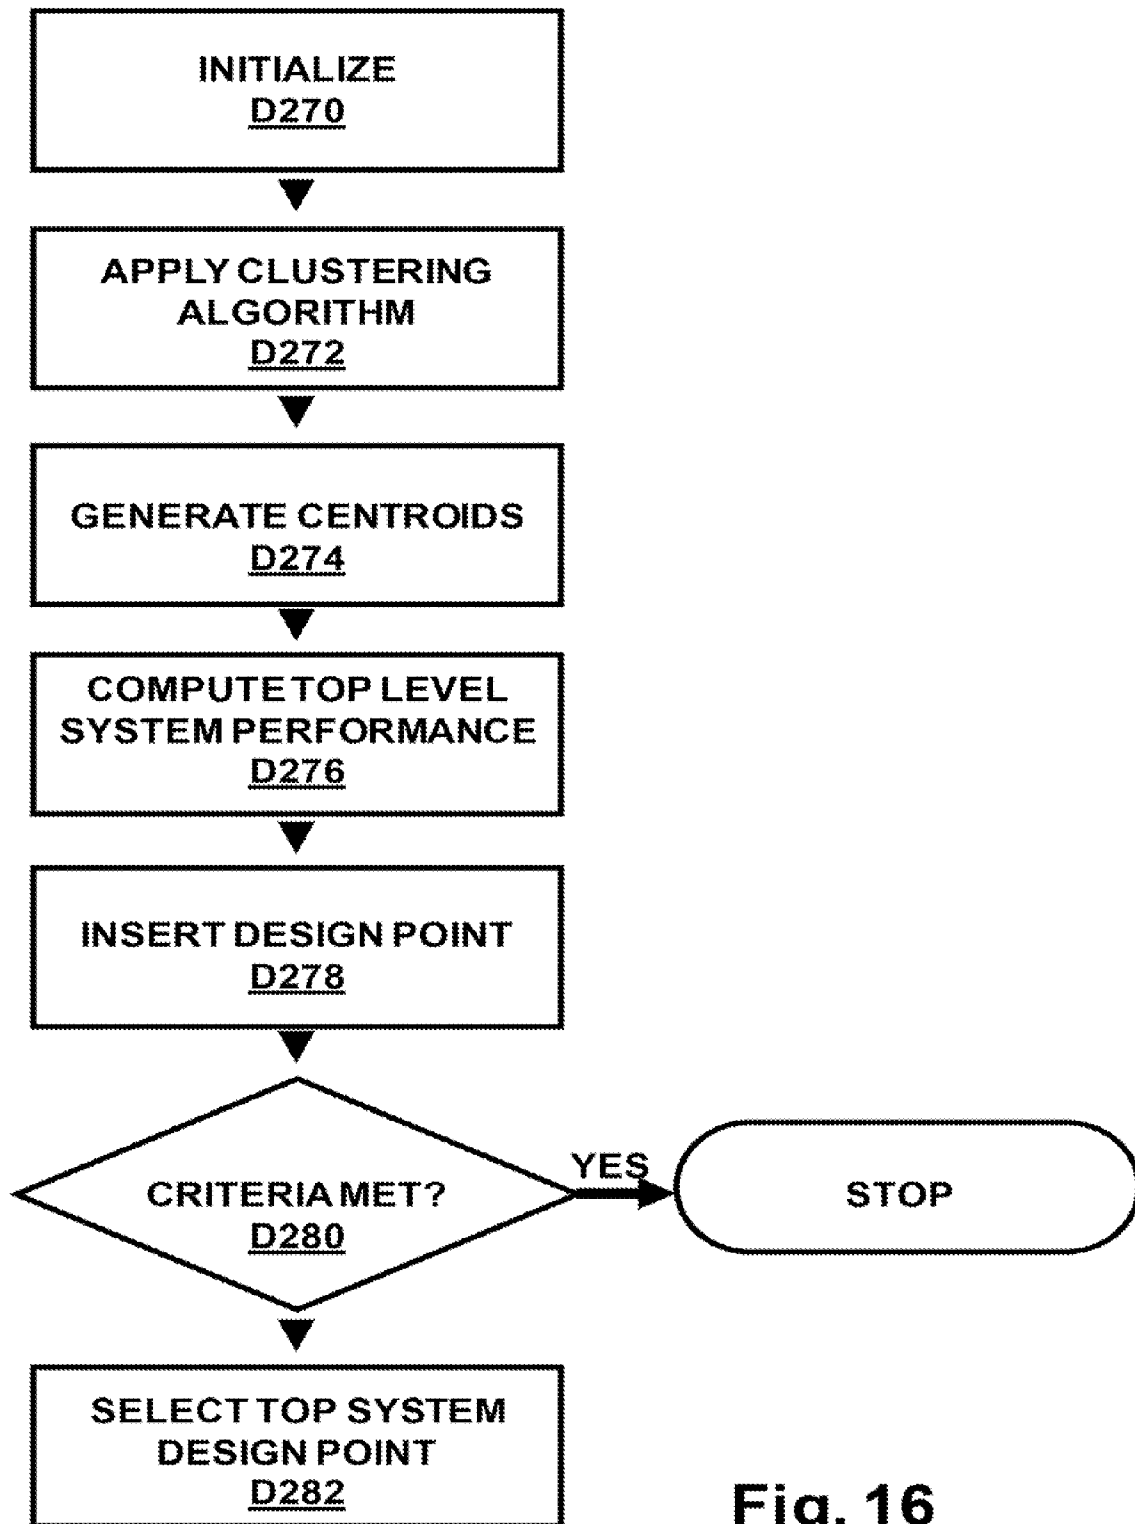 INITIALIZE
D270
APPLY CLUSTERING
ALGORITHM
D272
GENERATE CENTROIDS
D274
COMPUTE TOP LEVEL
SYSTEM PERFORMANCE
D276
INSERT DESIGN POINT
D278
CRITERIA MET?
D280
YES
STOP
SELECT TOP SYSTEM
DESIGN POINT
D282
Fig. 16